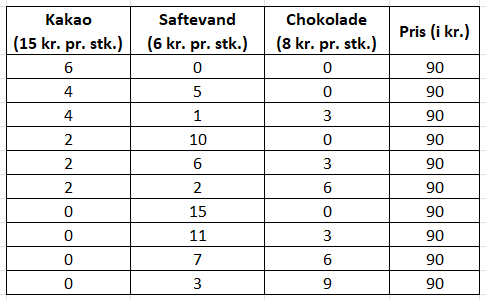 Kakao (15 kr. pr. stk.) Saftevand (6 kr. pr. stk.) Chokolade (8 kr. pr. stk.) Pris (i kr.)
6 0 0 90
4 5 0 90
4 1 3 90
2 10 0 90
2 6 3 90
2 2 6 90
0 15 0 90
0 11 3 90
0 7 6 90
0 3 9 90